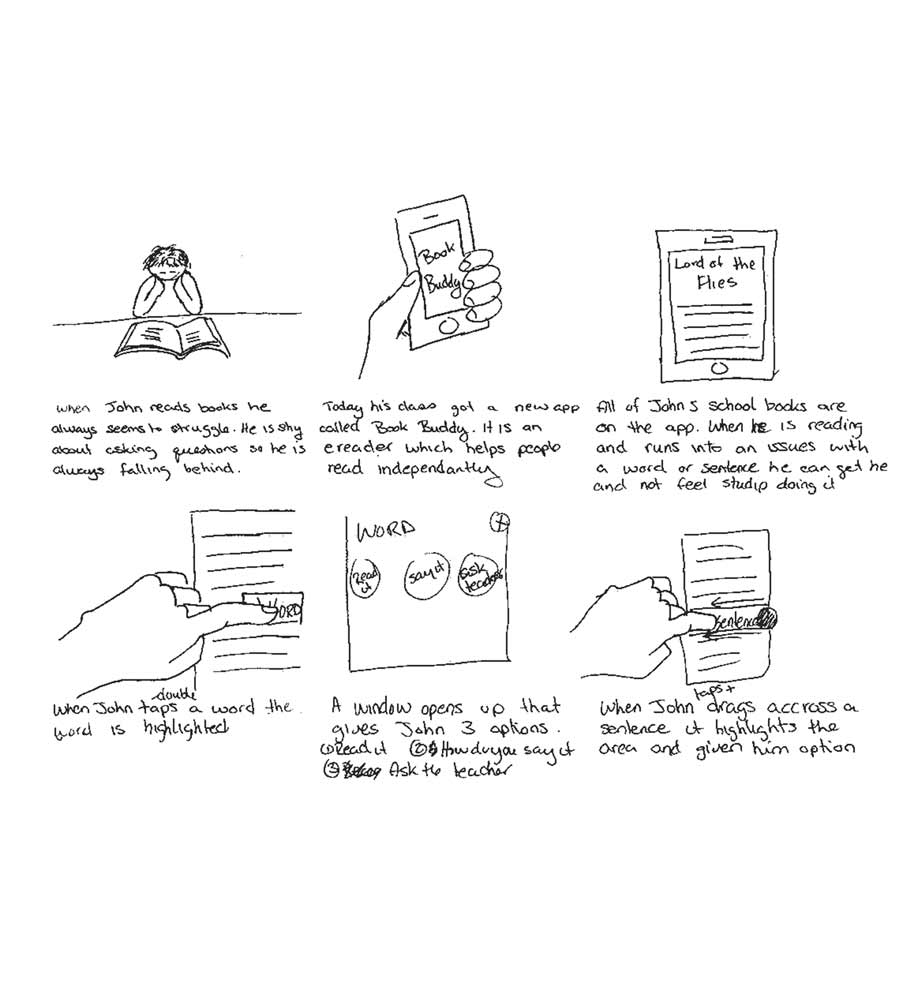 Book
Buddy
Lord of the
Flies
When John reads books he
always seems to struggle. He is shy
about asking questions so he is
always falling behind.
Today his class got a new app
called Book Buddy. It is an
ereader which helps people
read independantly
All of John s school books are
on the app. When he is reading
and runs into an issues with
a word or sentence he can get he
and not feel studip doing it
WORD
WORD
Read
it
say it
ask
teacher
sentence
double
When John taps a word the
word is highlighted
A window opens up that
gives John 3 options.
① Read it ② How do you say it
③ Ask the teacher
taps +
When John drags accross a
sentence it highlights the
area and given him option